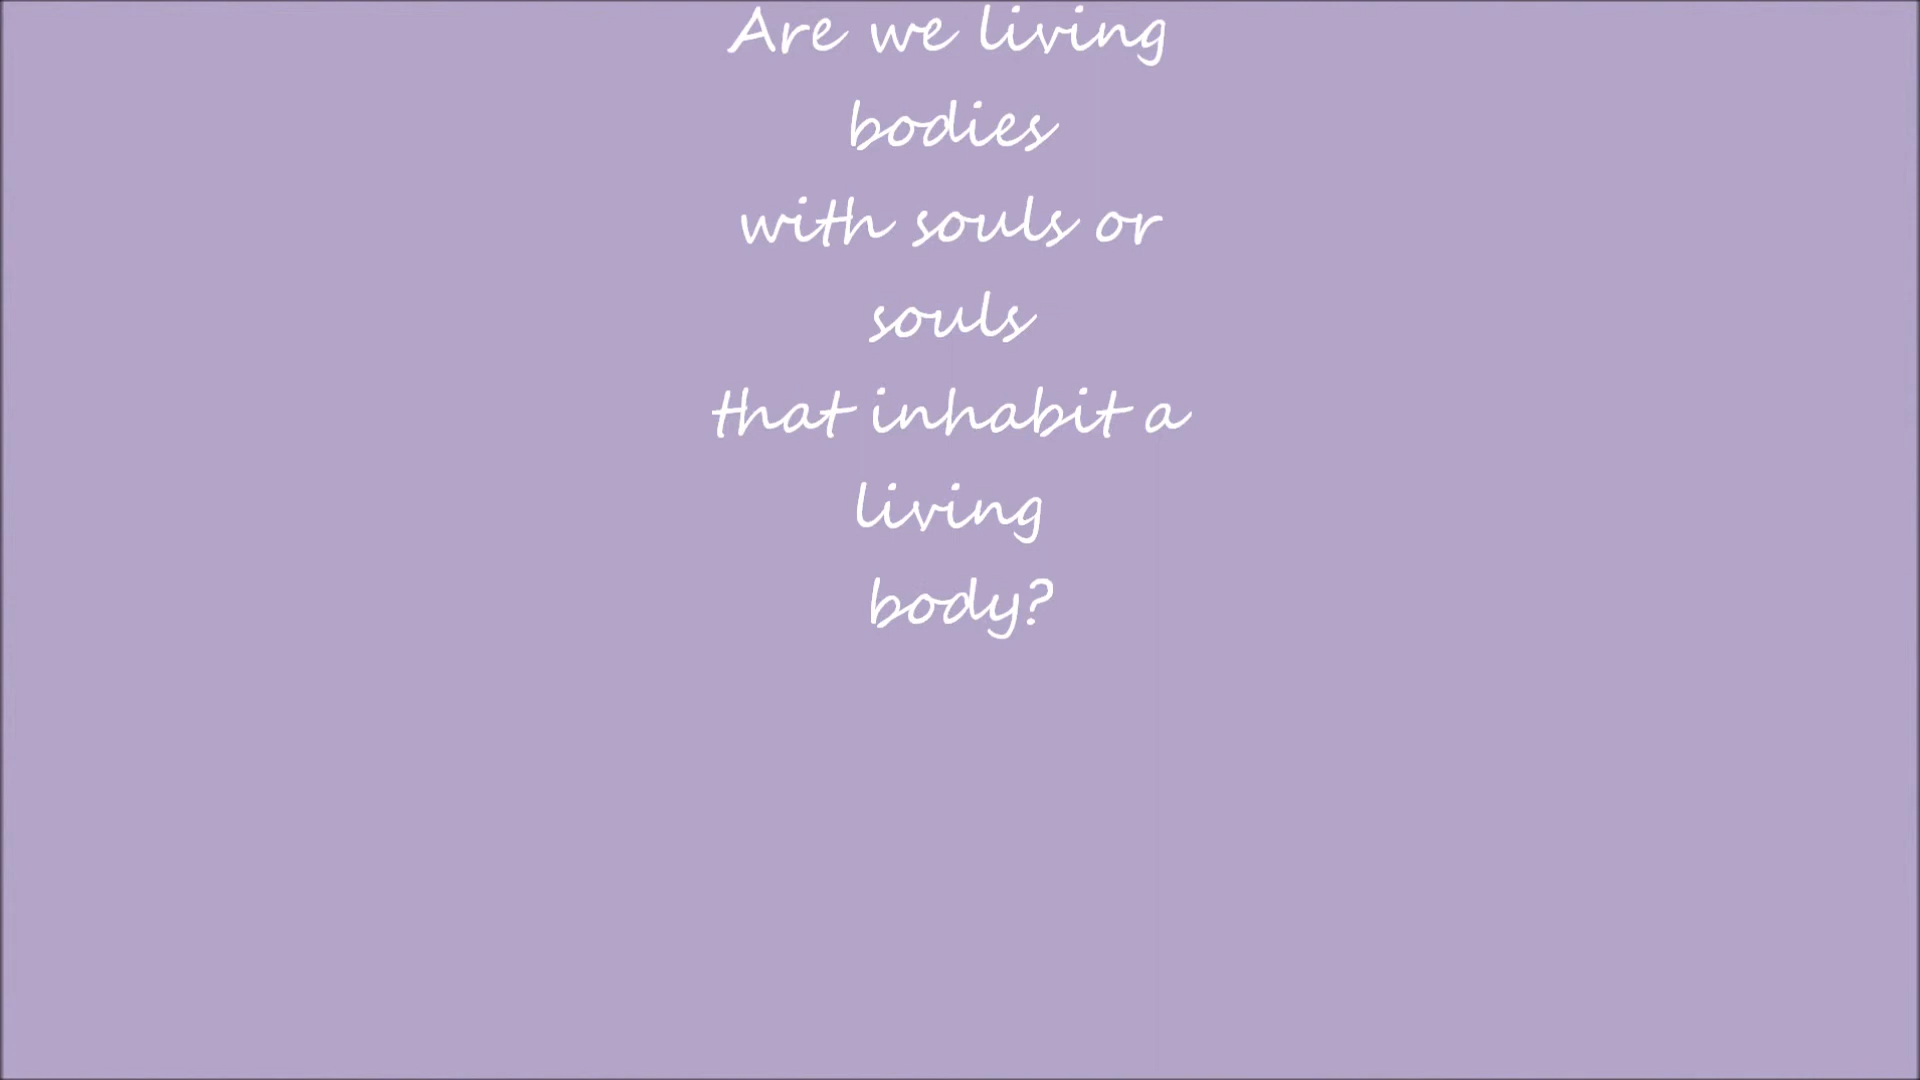 Are we living
bodies
with souls or
souls
that inhabit a
living
body?